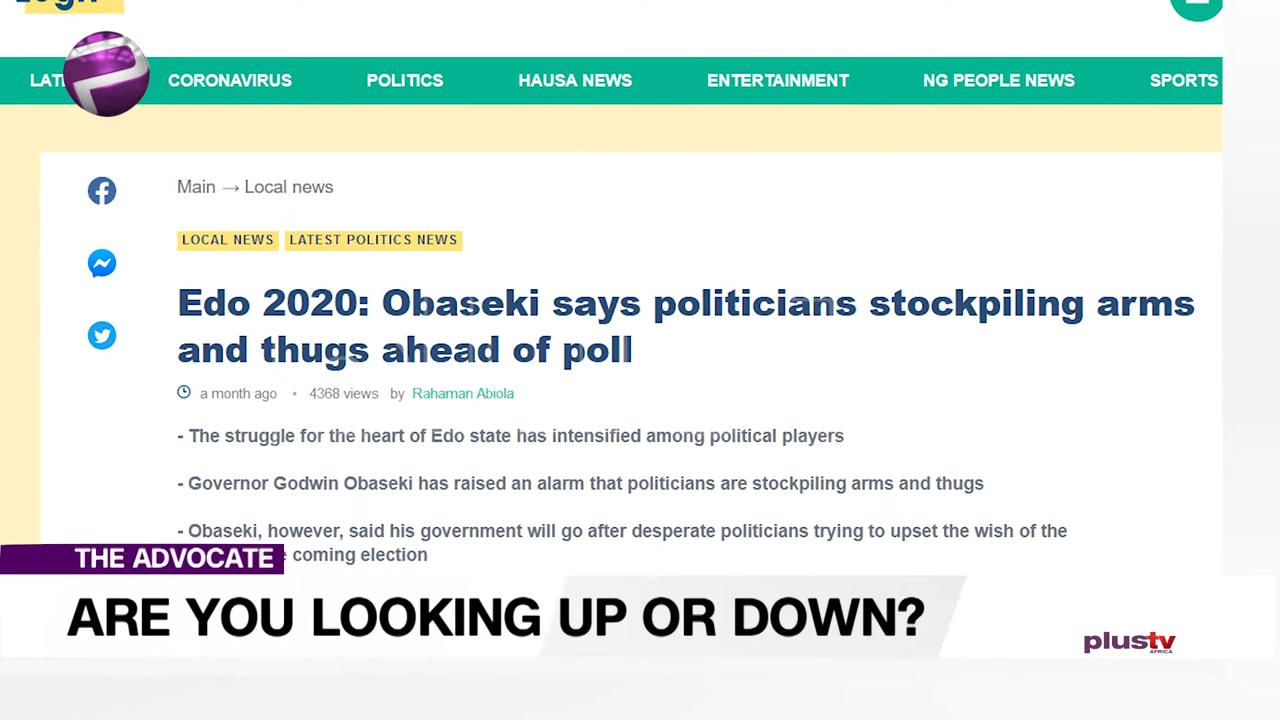 CORONAVIRUS POLITICS HAUSA NEWS ENTERTAINMENT NG PEOPLE NEWS SPORTS
Main → Local news
LOCAL NEWS LATEST POLITICS NEWS
Edo 2020: Obaseki says politicians stockpiling arms
and thugs ahead of poll
a month ago • 4368 views by Rahaman Abiola
- The struggle for the heart of Edo state has intensified among political players
- Governor Godwin Obaseki has raised an alarm that politicians are stockpiling arms and thugs
- Obaseki, however, said his government will go after desperate politicians trying to upset the wish of the
coming election
THE ADVOCATE
ARE YOU LOOKING UP OR DOWN?
plustv
AFRICA